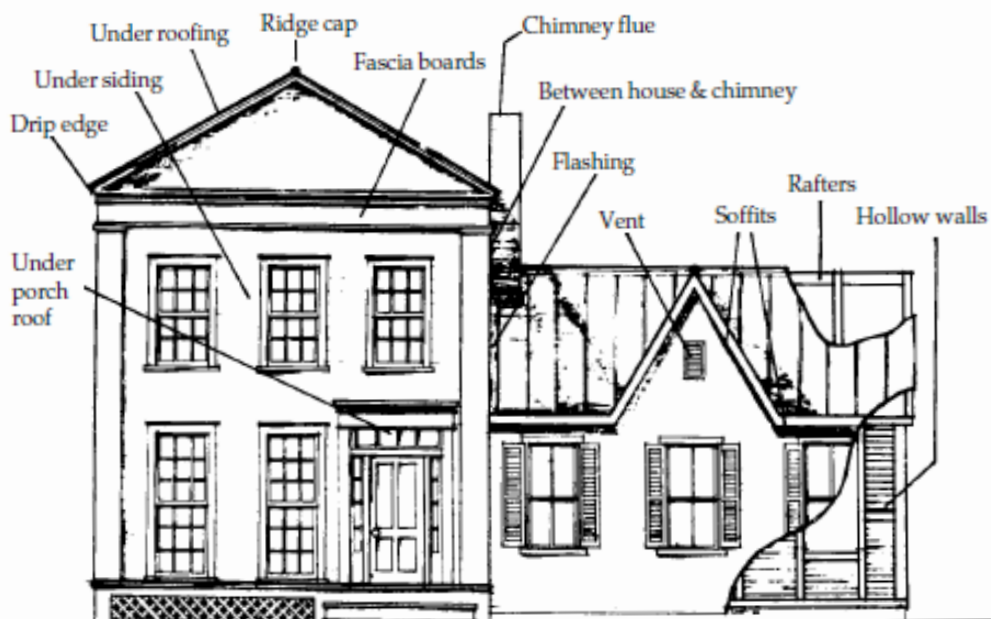 Ridge cap
Chimney flue
Under roofing
Fascia boards
Under siding
Between house & chimney
Drip edge
Flashing
Rafters
Vent
Soffits
Hollow walls
Under
porch
roof